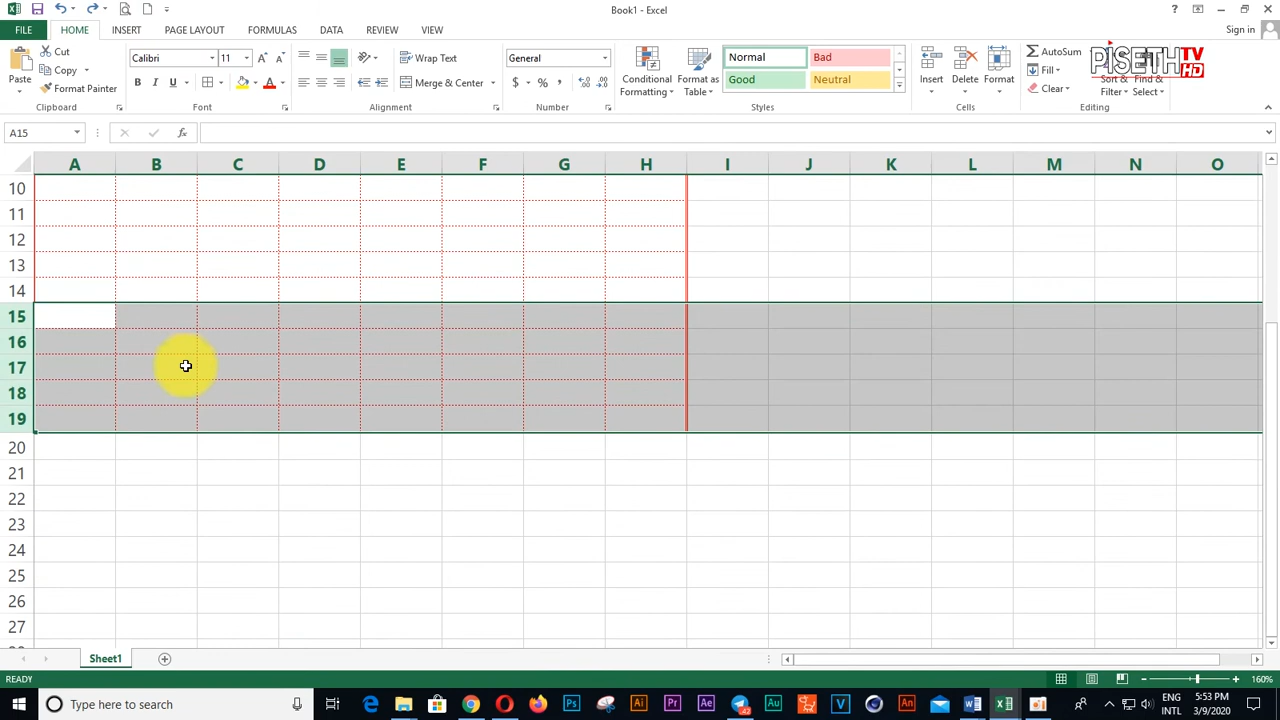 Book1 - Excel
FILE HOME INSERT PAGE LAYOUT FORMULAS DATA REVIEW VIEW Sign in
Paste Cut Copy Format Painter Clipboard
Calibri 11 B I U Font
Wrap Text Merge & Center Alignment
General $ % , Number
Conditional Formatting Format as Table Normal Bad Good Neutral Styles
Insert Delete Format Cells
AutoSum Fill Clear Sort & Filter Find & Select Editing
PISETHTV HD
A15 fx
A B C D E F G H I J K L M N O
10
11
12
13
14
15
16
17
18
19
20
21
22
23
24
25
26
27
Sheet1
READY 160%
Type here to search
ENG INTL 5:53 PM 3/9/2020